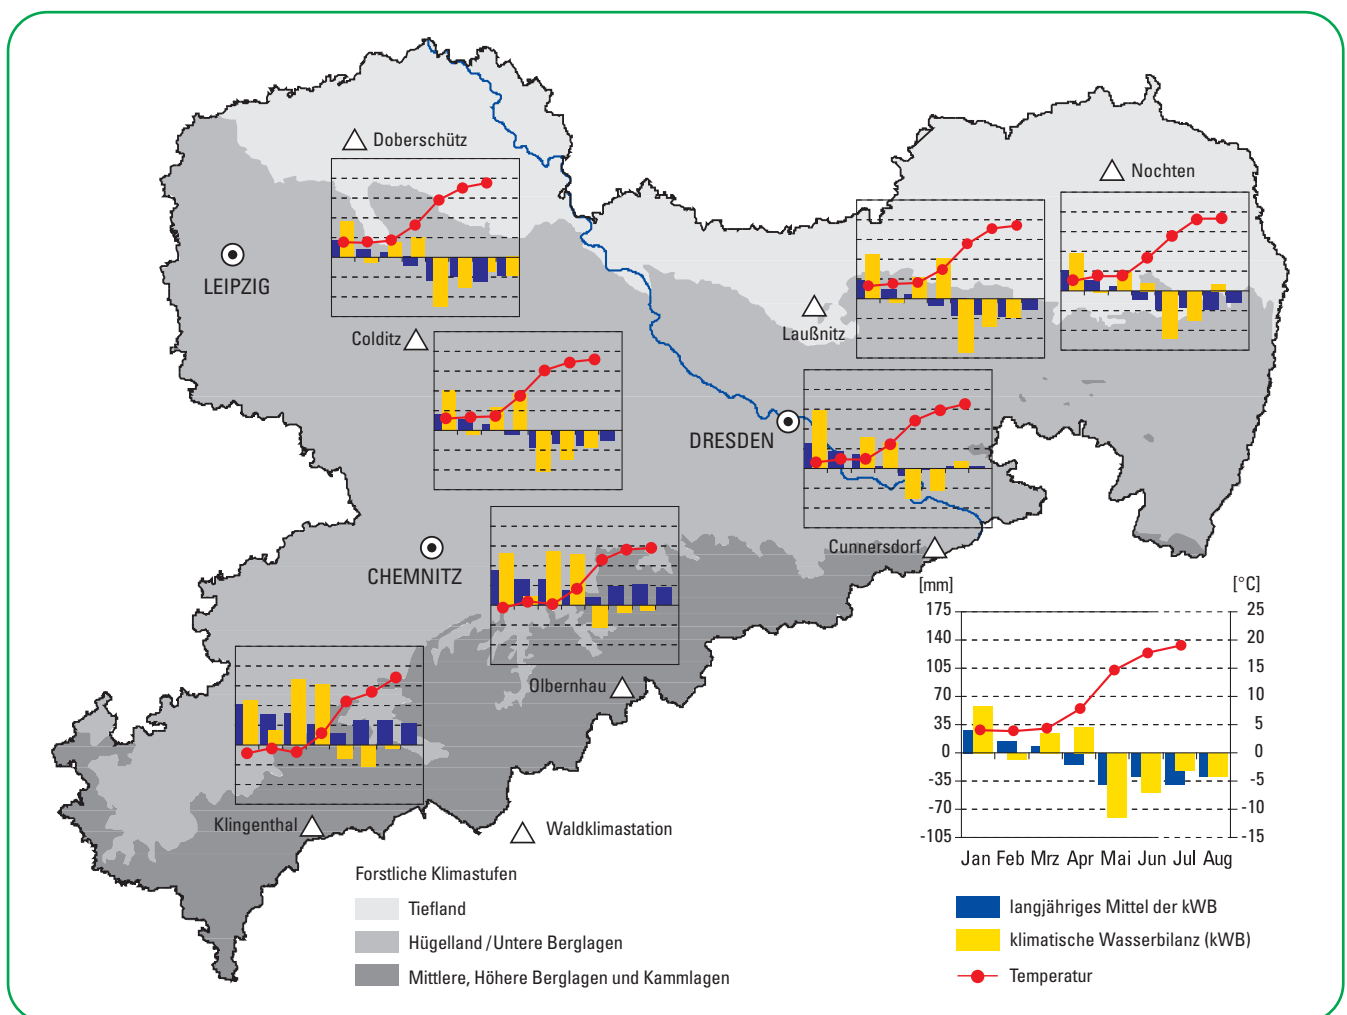 Doberschütz
Nochten
LEIPZIG
Colditz
Laußnitz
DRESDEN
Cunnersdorf
CHEMNITZ
Olbernhau
Klingenthal
Waldklimastation
[mm]
[°C]
175
25
140
20
105
15
70
10
35
5
0
0
-35
-5
-70
-10
-105
-15
Jan Feb Mrz Apr Mai Jun Jul Aug
Forstliche Klimastufen
Tiefland
Hügelland / Untere Berglagen
Mittlere, Höhere Berglagen und Kammlagen
langjähriges Mittel der kWB
klimatische Wasserbilanz (kWB)
Temperatur